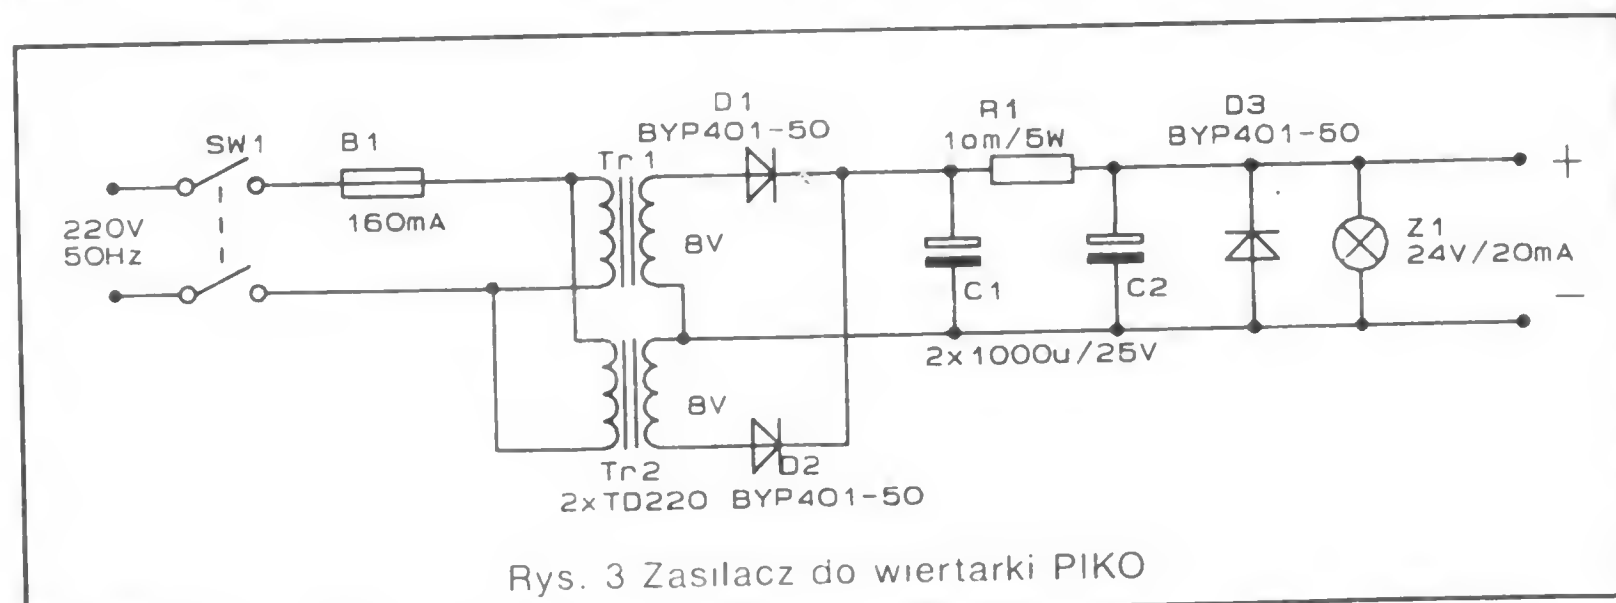 SW1
B1
220V
50Hz
160mA
Tr1
8V
D1
BYP401-50
R1
1om/5W
D3
BYP401-50
+
C1
C2
Z1
24V/20mA
—
2x1000u/25V
8V
Tr2
2xTD220
D2
BYP401-50
Rys. 3 Zasilacz do wiertarki PIKO